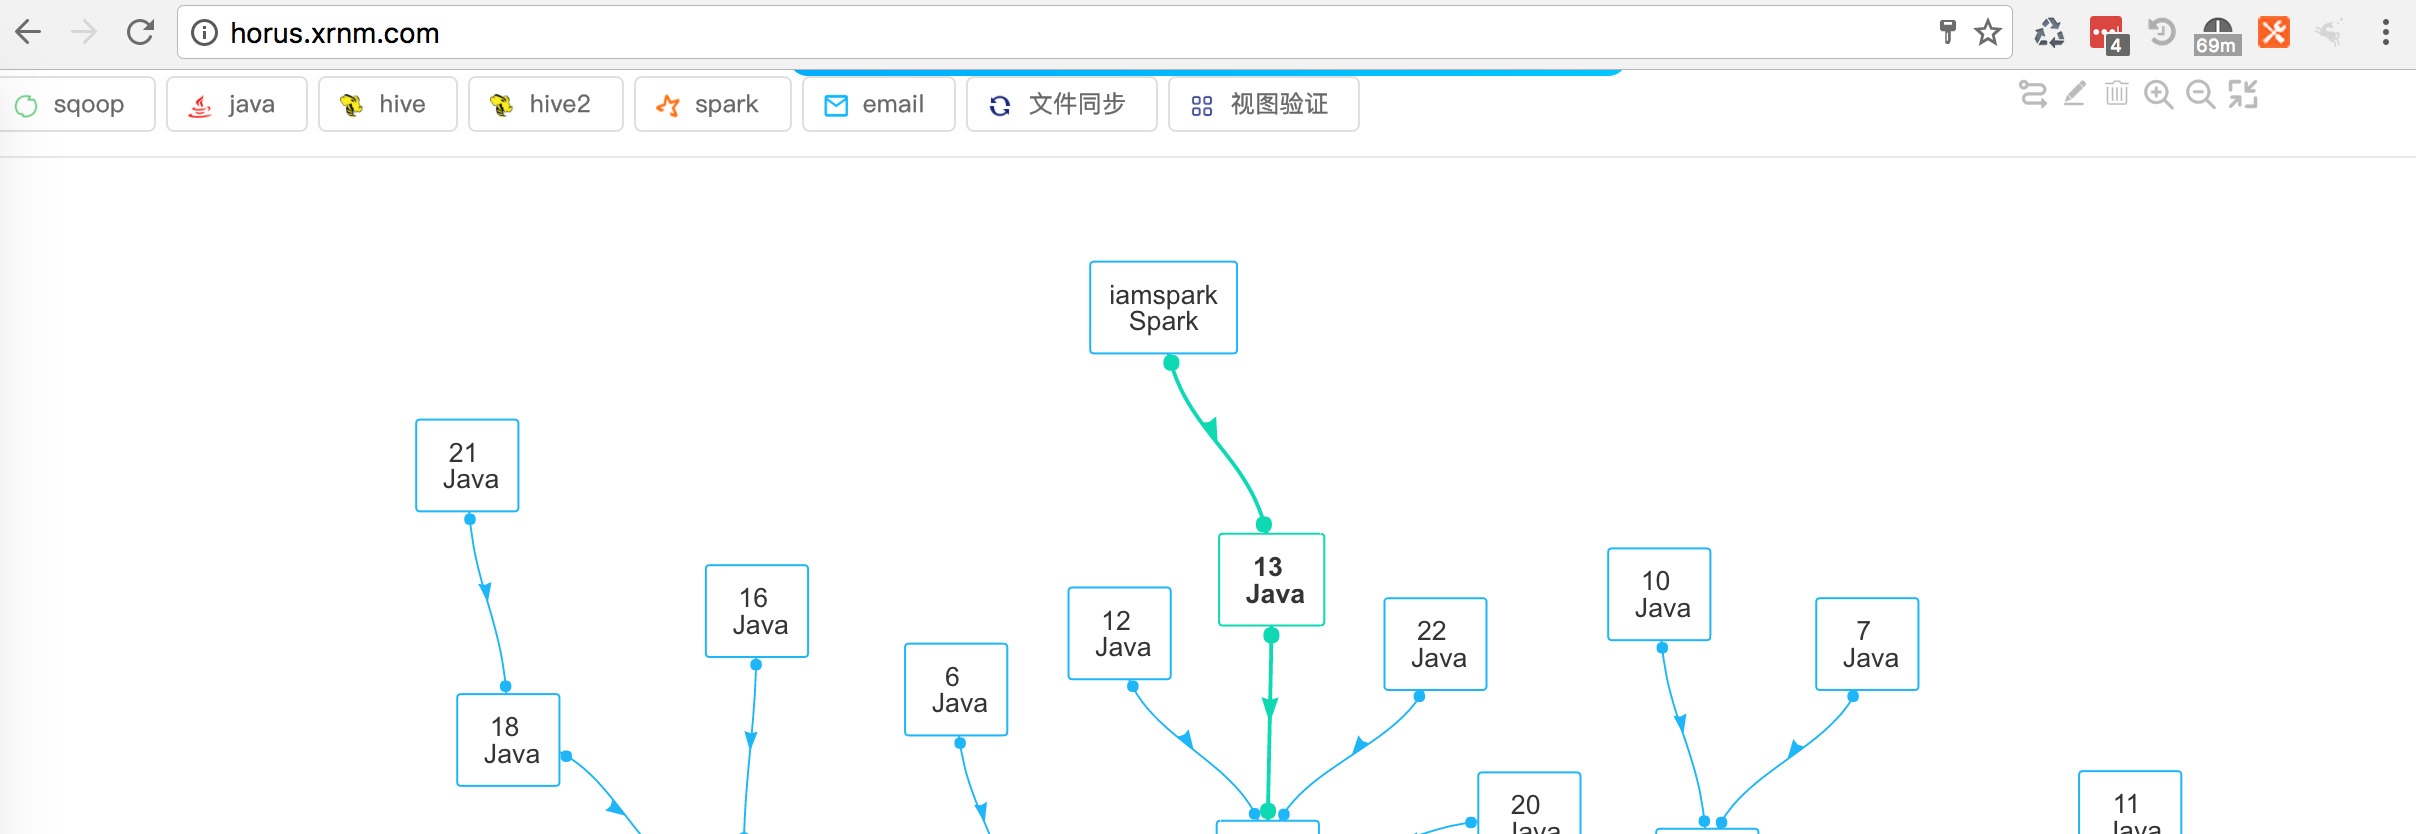 horus.xrnm.com
4
69m
sqoop
java
hive
hive2
spark
email
文件同步
视图验证
iamspark
Spark
21
Java
16
Java
13
Java
12
Java
22
Java
10
Java
7
Java
6
Java
18
Java
20
Java
11
Java